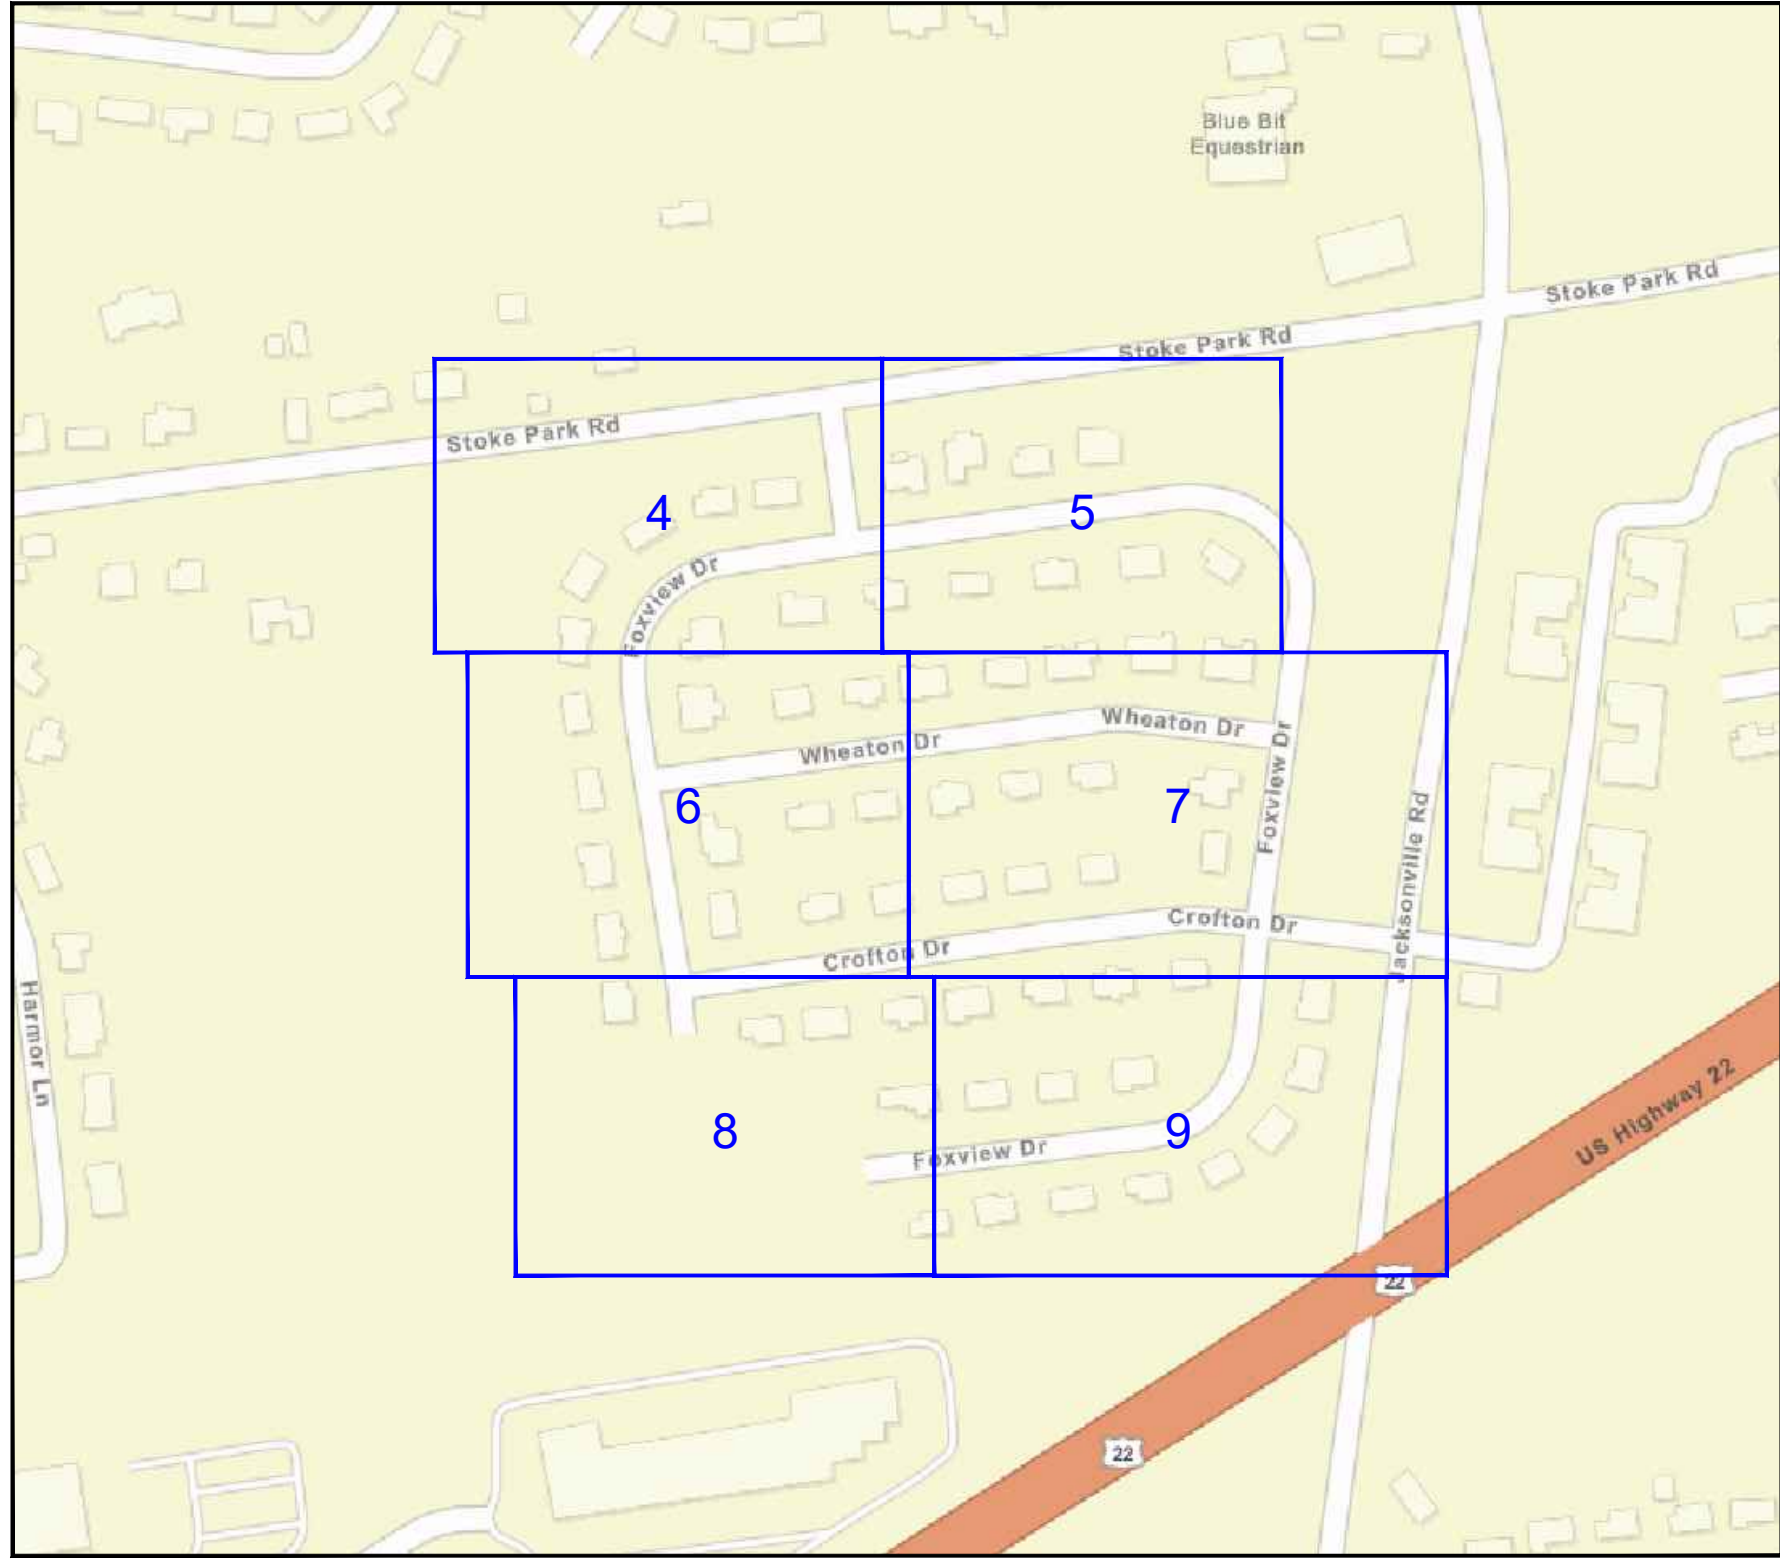 Blue Bit
Equestrian
Stoke Park Rd
Stoke Park Rd
Stoke Park Rd
4
5
Foxview Dr
Wheaton Dr
Wheaton Dr
Foxview Dr
6
7
Jacksonville Rd
Crofton Dr
Crofton Dr
Harmor Ln
8
9
Foxview Dr
US Highway 22
22
22